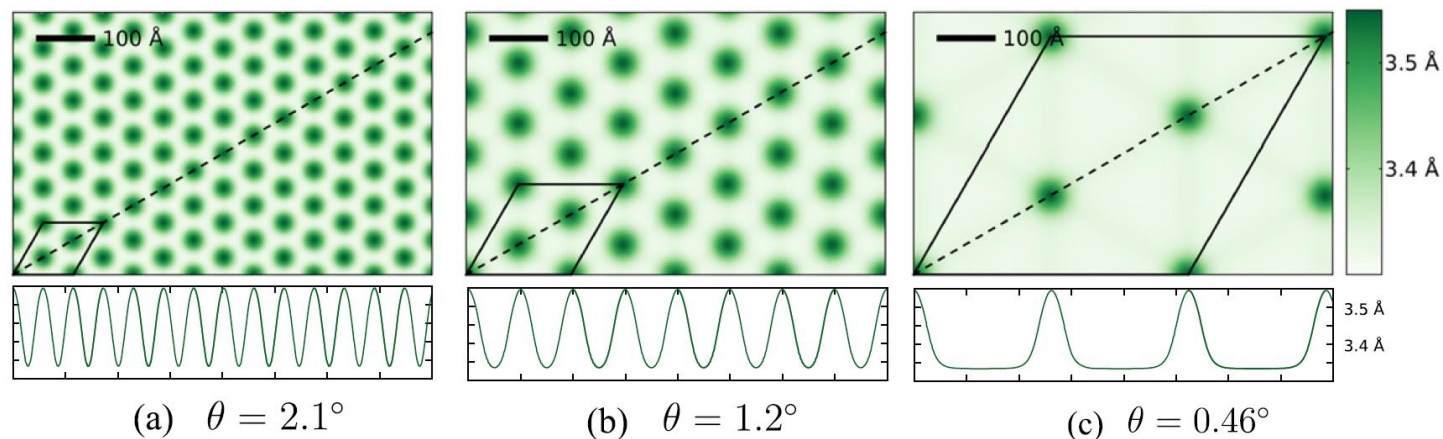 100 Å
100 Å
100 Å
3.5 Å
3.4 Å
3.5 Å
3.4 Å
(a) θ = 2.1°
(b) θ = 1.2°
(c) θ = 0.46°